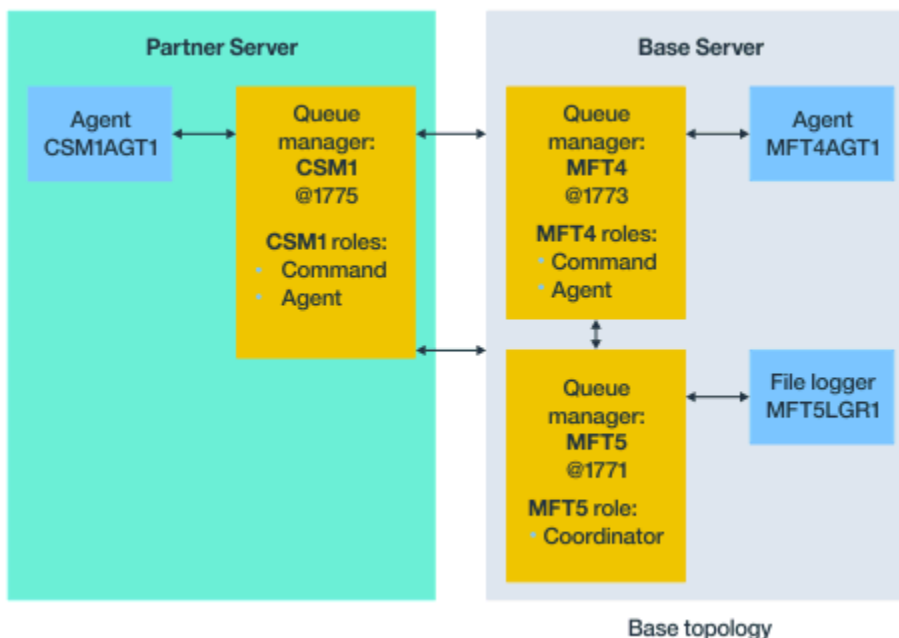 Partner Server
Agent
CSM1AGT1
Queue
manager:
CSM1
@1775
CSM1 roles:
• Command
• Agent
Base Server
Queue
manager:
MFT4
@1773
MFT4 roles:
• Command
• Agent
Agent
MFT4AGT1
Queue
manager:
MFT5
@1771
MFT5 role:
• Coordinator
File logger
MFT5LGR1
Base topology